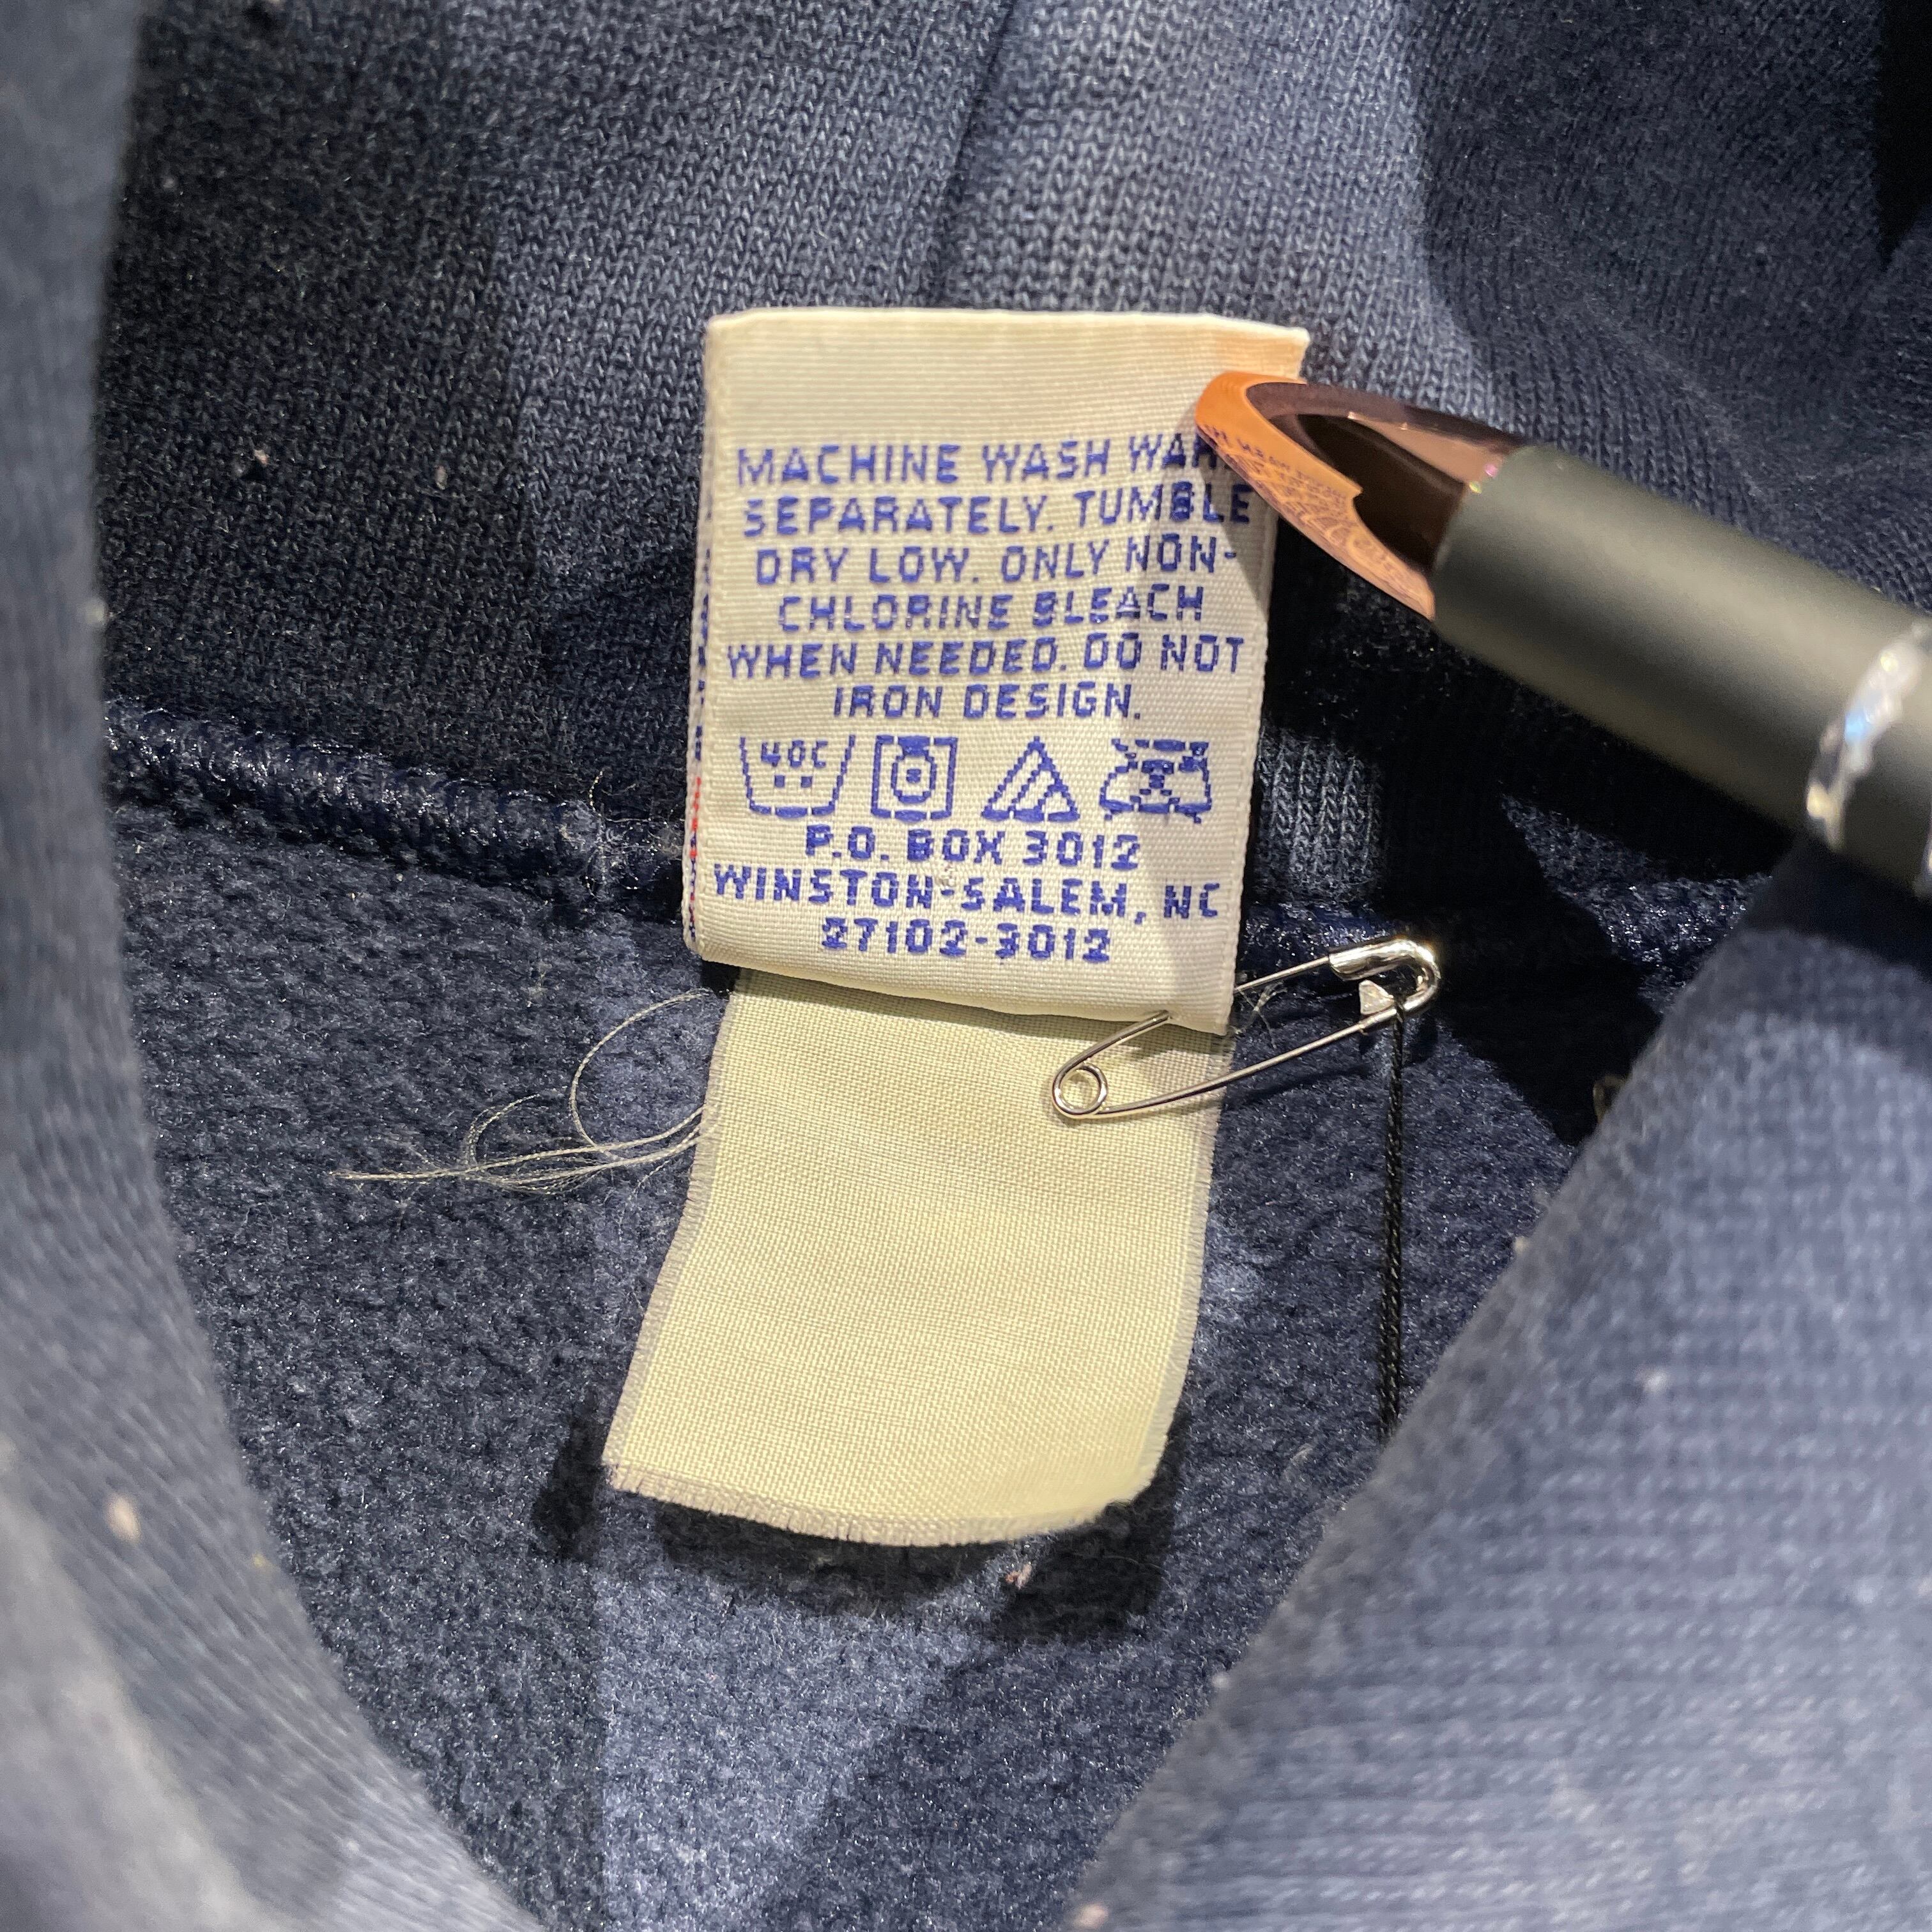 MACHINE WASH WAR
SEPARATELY. TUMBLE
DRY LOW. ONLY NON-
CHLORINE BLEACH
WHEN NEEDED. DO NOT
IRON DESIGN.
40C
P.O. BOX 3012
WINSTON-SALEM, NC
27102-3012